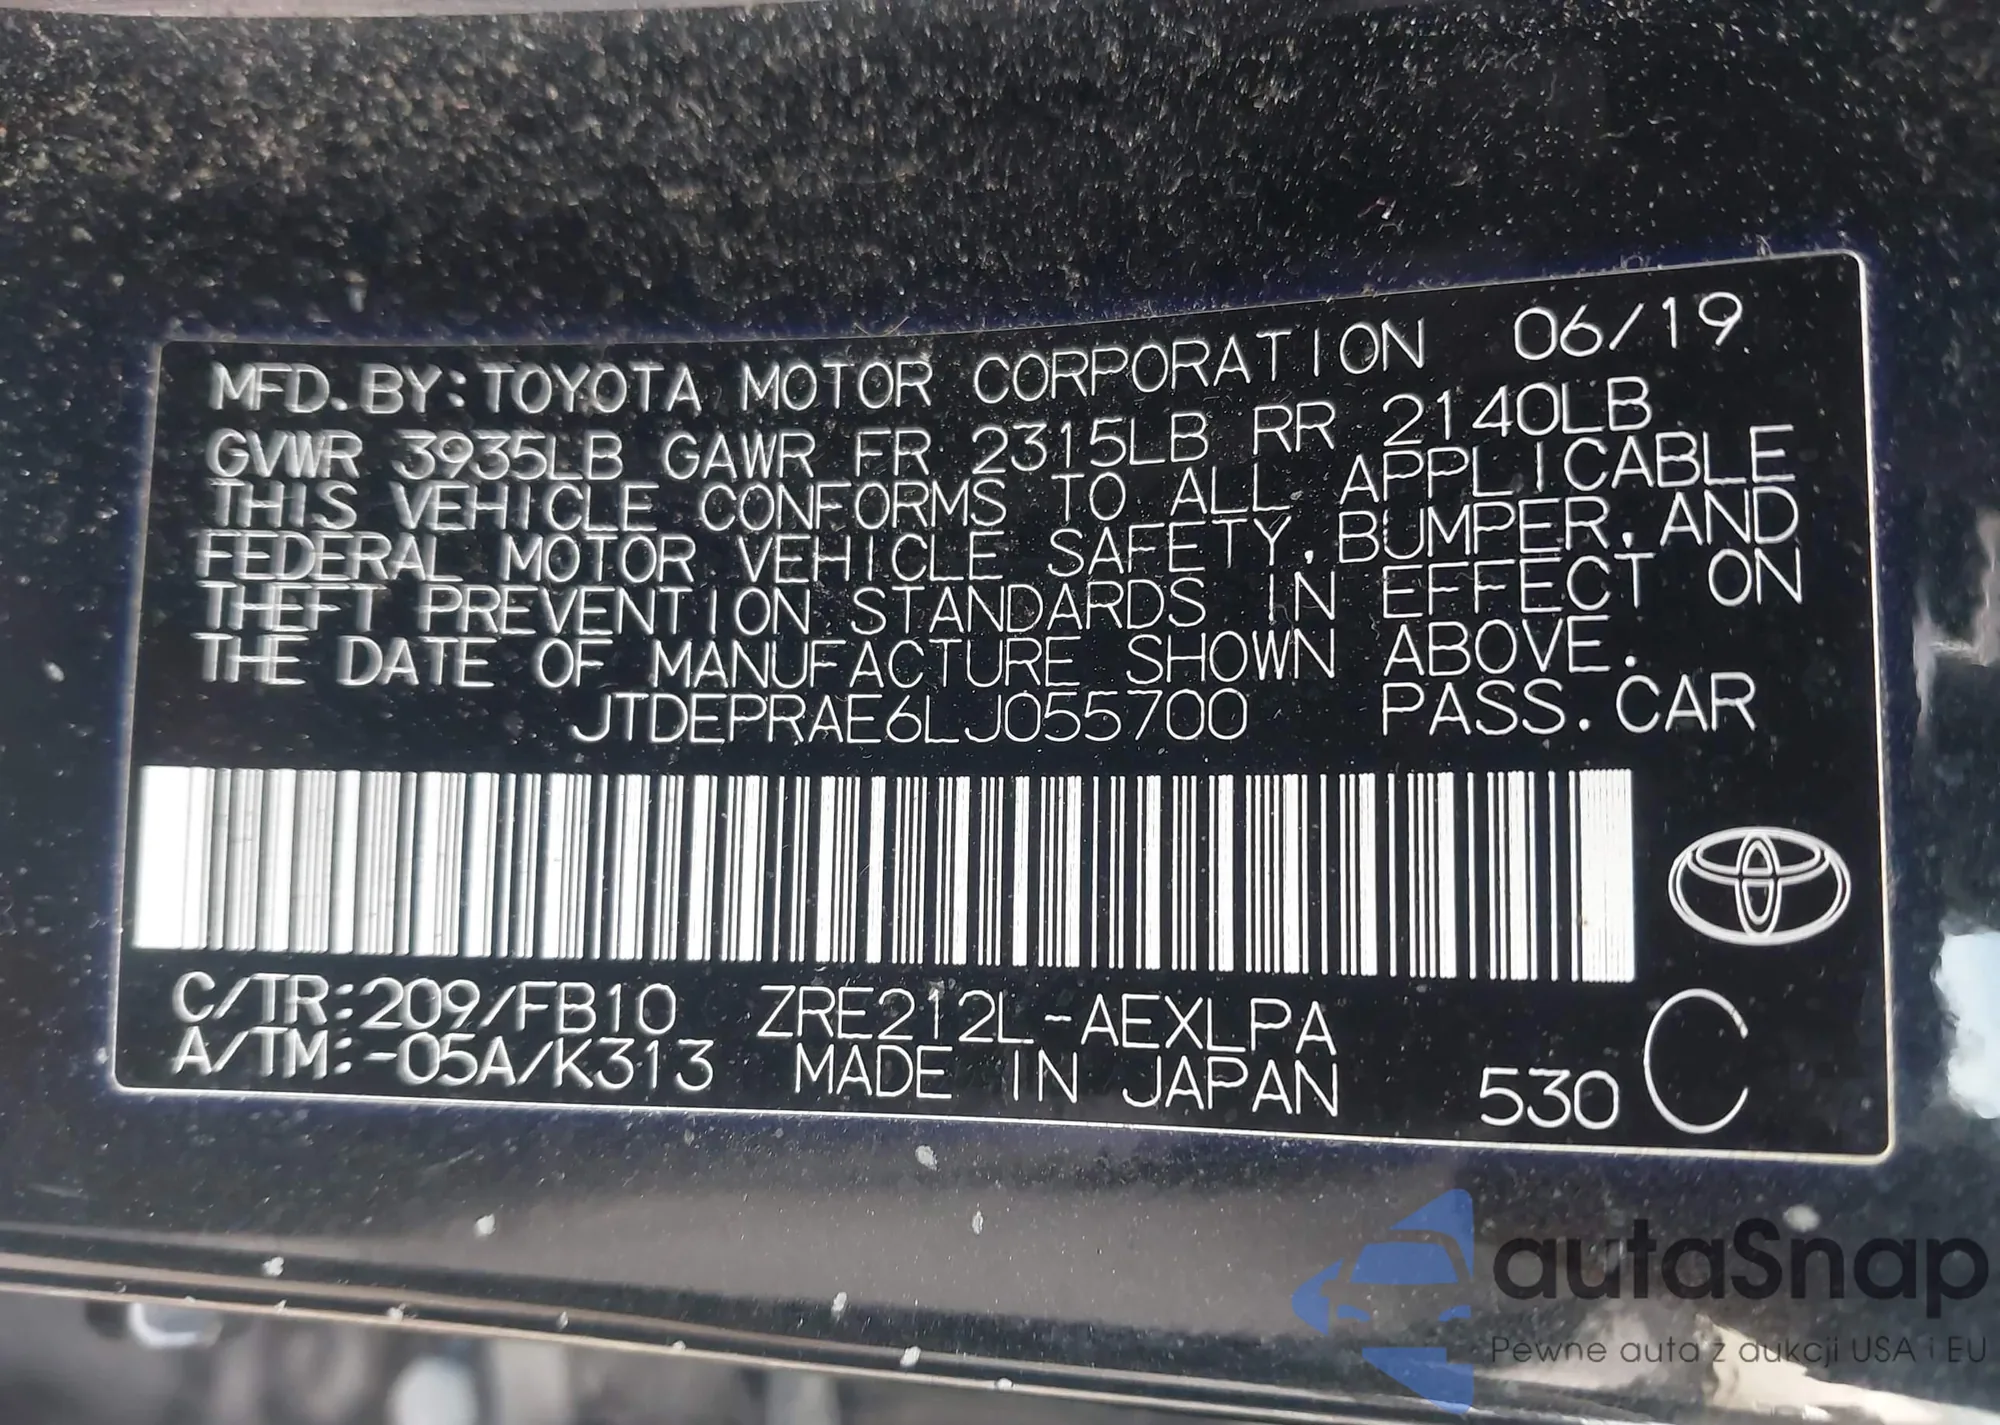 MFD.BY:TOYOTA MOTOR CORPORATION 06/19
GVWR 3935LB GAWR FR 2315LB RR 2140LB
THIS VEHICLE CONFORMS TO ALL APPLICABLE
FEDERAL MOTOR VEHICLE SAFETY, BUMPER, AND
THEFT PREVENTION STANDARDS IN EFFECT ON
THE DATE OF MANUFACTURE SHOWN ABOVE.
JTDEPRAE6LJ055700 PASS.CAR
C/TR:209/FB10 ZRE212L-AEXLPA
A/TM:-05A/K313 MADE IN JAPAN 530 C
autaSnap
Pewne auta z aukcji USA i EU